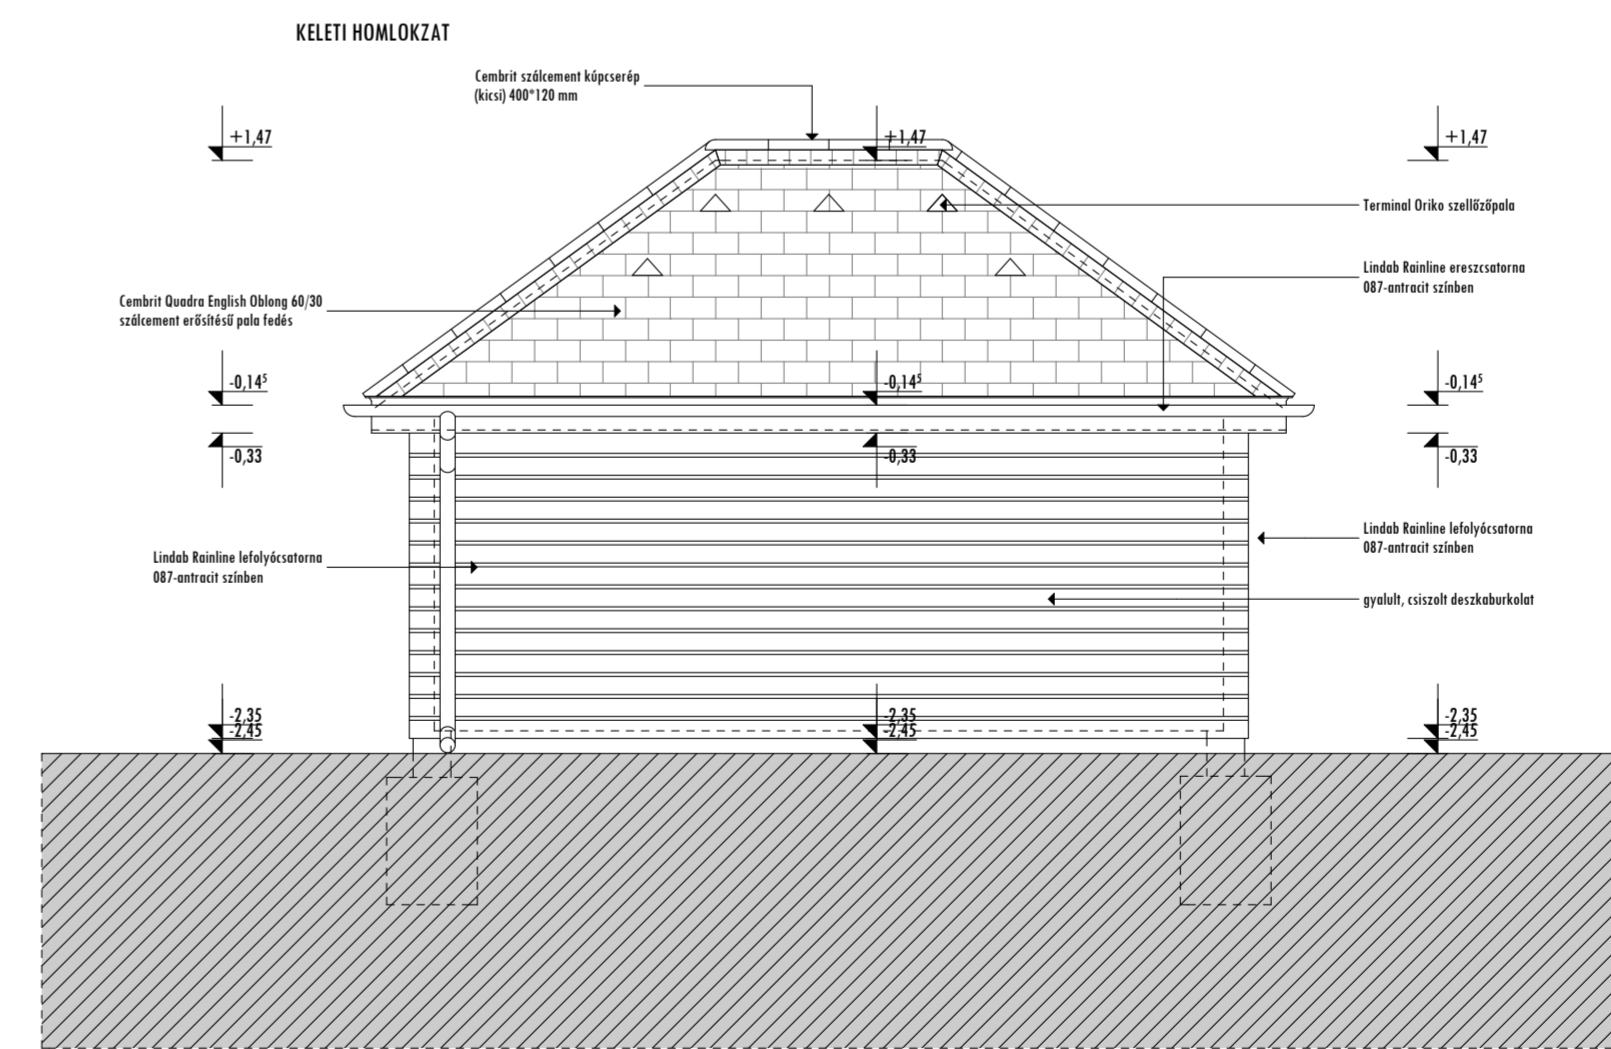 KELETI HOMLOKZAT
Cembrit szálcement kúpcserép
(kicsi) 400*120 mm
+1,47
+1,47
+1,47
Terminal Oriko szellőzőpala
Lindab Rainline ereszcsatorna
087-antracit színben
Cembrit Quadra English Oblong 60/30
szálcement erősítésű pala fedés
-0,14⁵
-0,14⁵
-0,14⁵
-0,33
-0,33
-0,33
Lindab Rainline lefolyócsatorna
087-antracit színben
Lindab Rainline lefolyócsatorna
087-antracit színben
gyalult, csiszolt deszkaburkolat
-2,35
-2,45
-2,35
-2,45
-2,35
-2,45